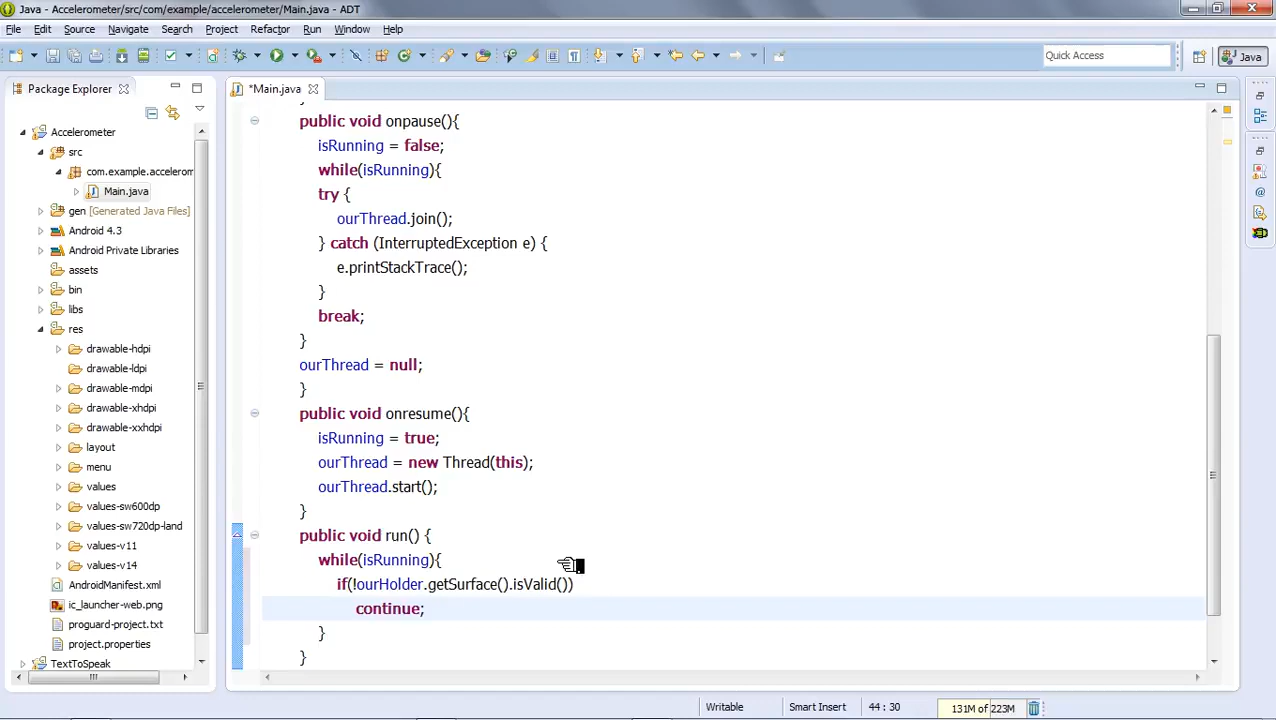 Java - Accelerometer/src/com/example/accelerometer/Main.java - ADT
File Edit Source Navigate Search Project Refactor Run Window Help
Quick Access
Java
Package Explorer
*Main.java
Accelerometer
src
com.example.accelerom
Main.java
gen [Generated Java Files]
Android 4.3
Android Private Libraries
assets
bin
libs
res
drawable-hdpi
drawable-ldpi
drawable-mdpi
drawable-xhdpi
drawable-xxhdpi
layout
menu
values
values-sw600dp
values-sw720dp-land
values-v11
values-v14
AndroidManifest.xml
ic_launcher-web.png
proguard-project.txt
project.properties
TextToSpeak
public void onpause(){
isRunning = false;
while(isRunning){
try {
ourThread.join();
} catch (InterruptedException e) {
e.printStackTrace();
}
break;
}
ourThread = null;
}
public void onresume(){
isRunning = true;
ourThread = new Thread(this);
ourThread.start();
}
public void run() {
while(isRunning){
if(!ourHolder.getSurface().isValid())
continue;
}
}
Writable Smart Insert 44 : 30 131M of 223M